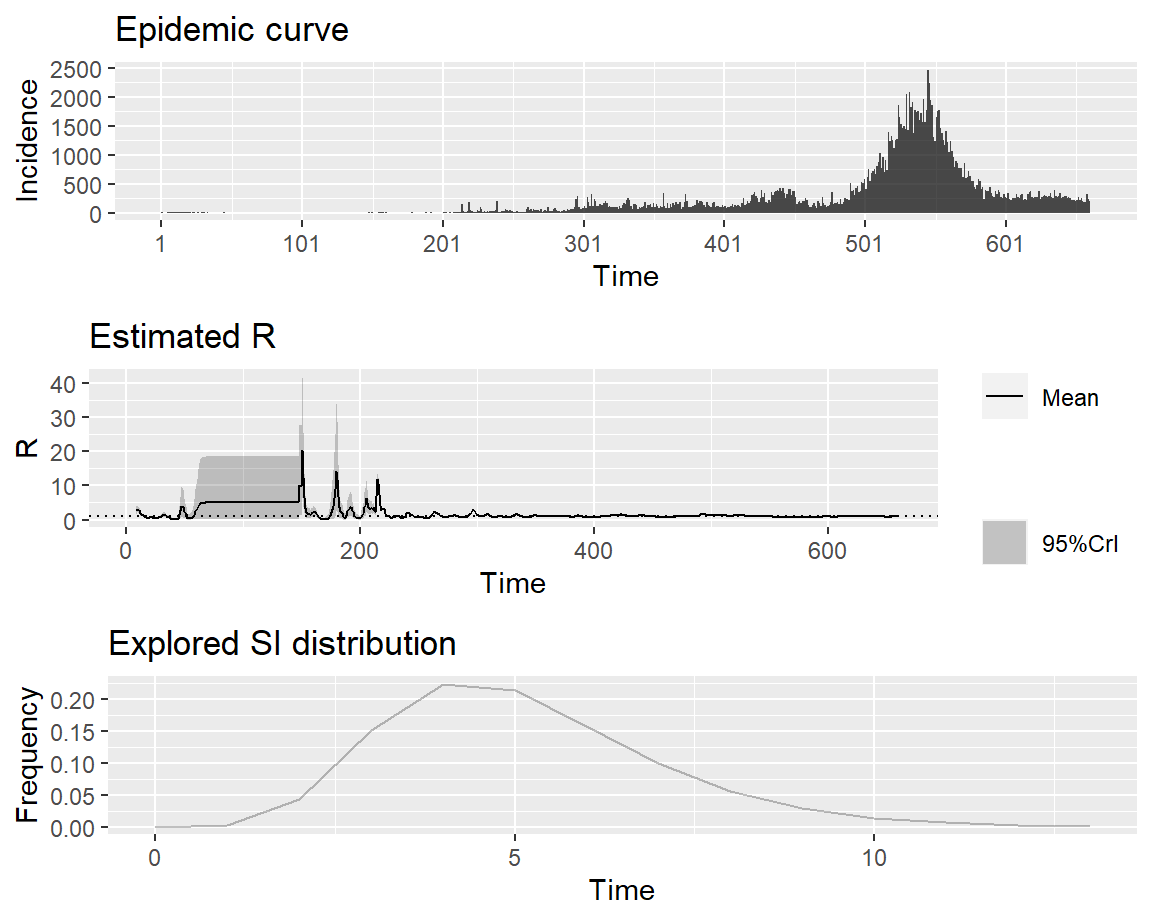 Epidemic curve
2500
2000
1500
1000
500
0
Incidence
1 101 201 301 401 501 601
Time
Estimated R
40
30
20
10
0
R
0 200 400 600
Time
Mean
95%CrI
Explored SI distribution
0.20
0.15
0.10
0.05
0.00
Frequency
0 5 10
Time